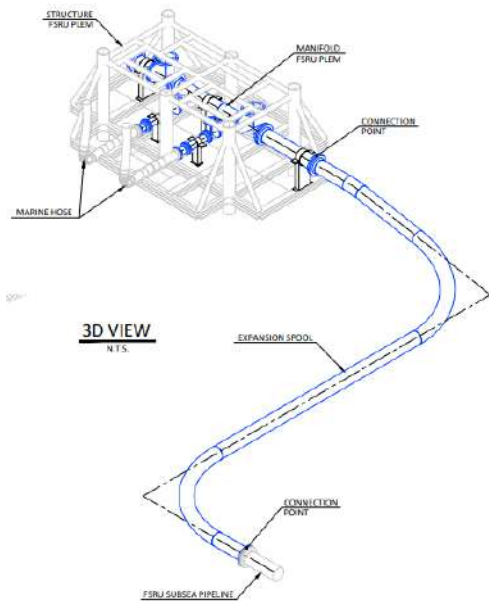 STRUCTURE
FSRU PLEM
MANIFOLD
FSRU PLEM
CONNECTION
POINT
MARINE HOSE
3D VIEW
N.T.S.
EXPANSION SPOOL
CONNECTION
POINT
FSRU SUBSEA PIPELINE